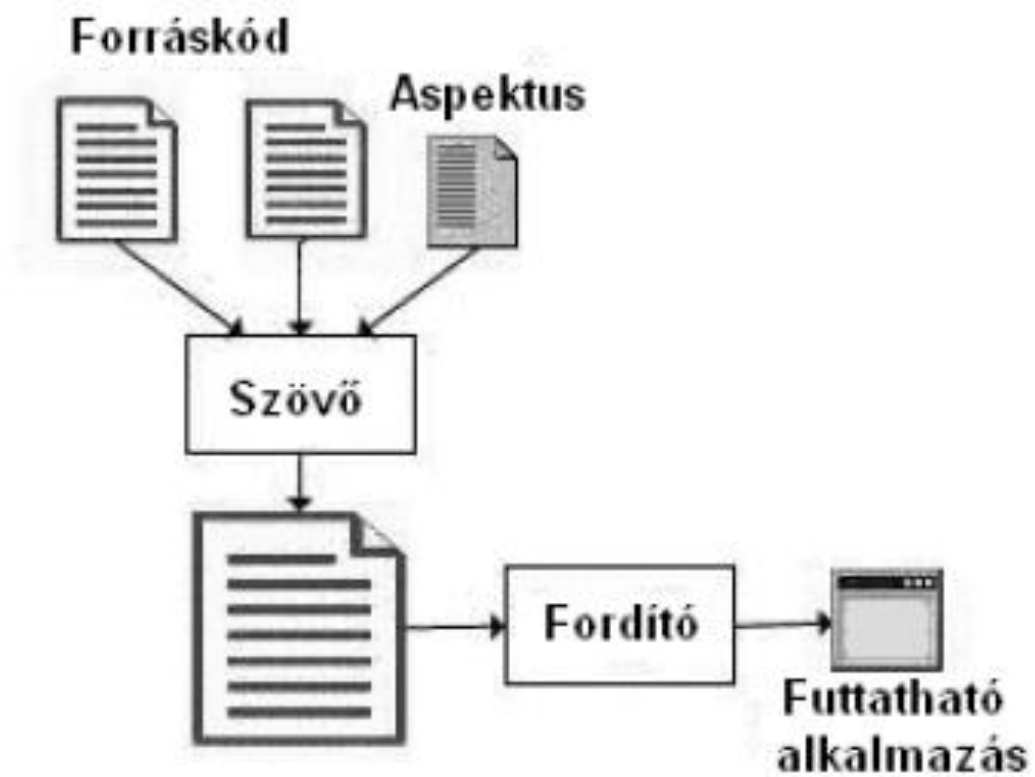 Forráskód
Aspektus
Szövő
Fordító
Futtatható
alkalmazás